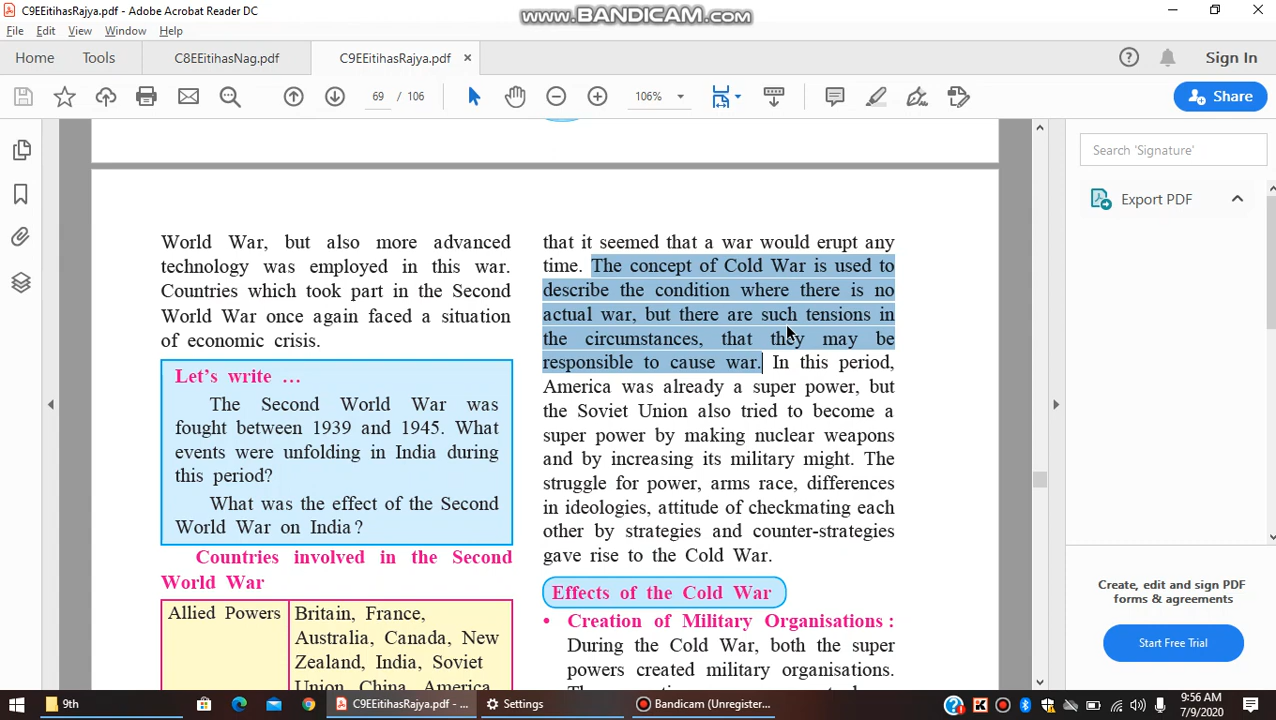 C9EEitihasRajya.pdf - Adobe Acrobat Reader DC
www.BANDICAM.com
File Edit View Window Help
Home Tools C8EEitihasNag.pdf C9EEitihasRajya.pdf × Sign In
69 / 106 106% Share
World War, but also more advanced
technology was employed in this war.
Countries which took part in the Second
World War once again faced a situation
of economic crisis.
Let's write ...
The Second World War was
fought between 1939 and 1945. What
events were unfolding in India during
this period?
What was the effect of the Second
World War on India?
Countries involved in the Second
World War
Allied Powers
Britain, France,
Australia, Canada, New
Zealand, India, Soviet
Union, China, America
that it seemed that a war would erupt any
time. The concept of Cold War is used to
describe the condition where there is no
actual war, but there are such tensions in
the circumstances, that they may be
responsible to cause war. In this period,
America was already a super power, but
the Soviet Union also tried to become a
super power by making nuclear weapons
and by increasing its military might. The
struggle for power, arms race, differences
in ideologies, attitude of checkmating each
other by strategies and counter-strategies
gave rise to the Cold War.
Effects of the Cold War
• Creation of Military Organisations :
During the Cold War, both the super
powers created military organisations.
Search 'Signature'
Export PDF
Create, edit and sign PDF
forms & agreements
Start Free Trial
9th C9EEitihasRajya.pdf - ... Settings Bandicam (Unregister... 9:56 AM
7/9/2020